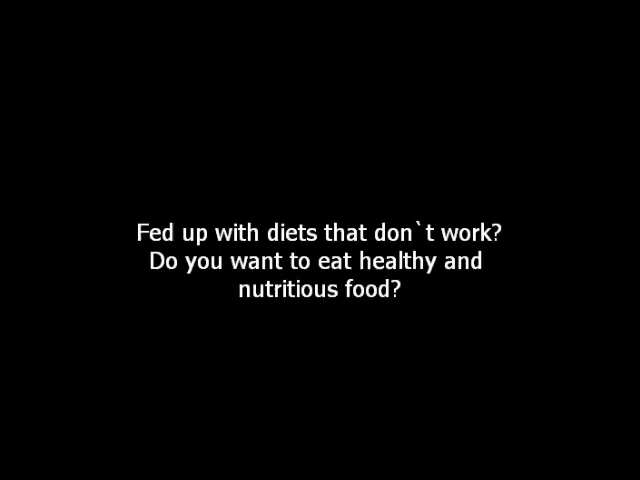 Fed up with diets that don`t work?
Do you want to eat healthy and
nutritious food?